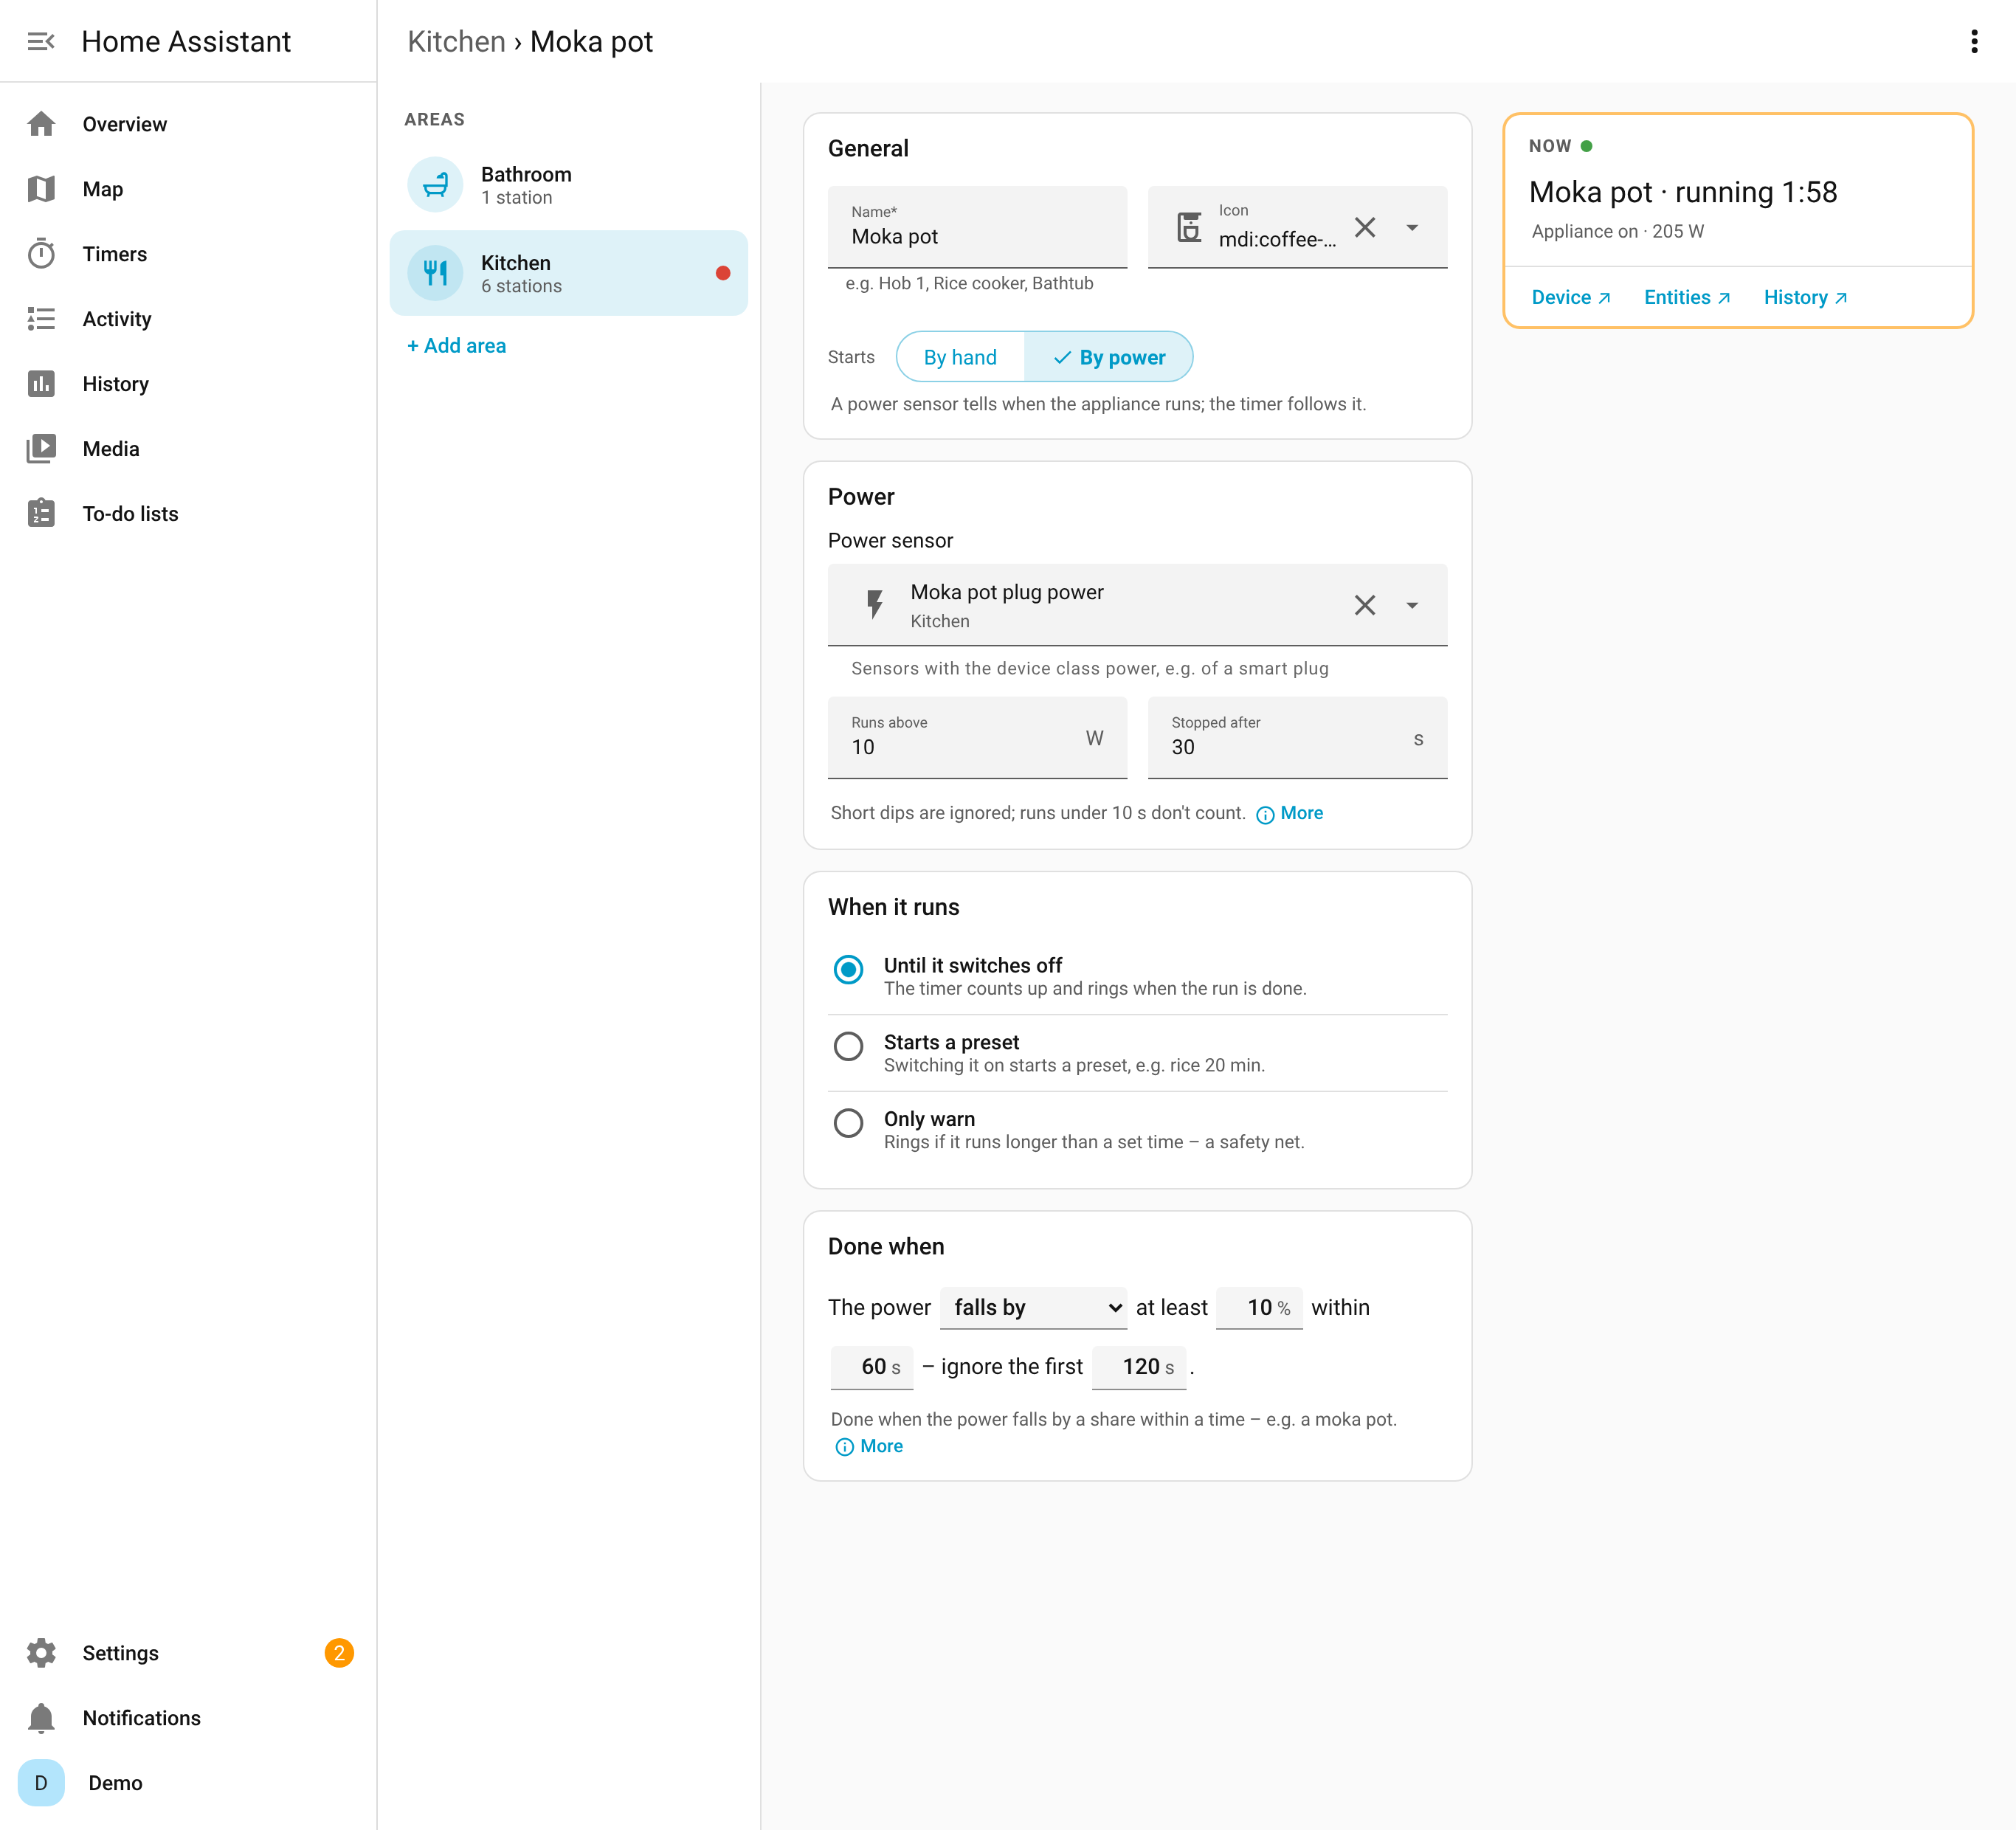 Home Assistant
Kitchen › Moka pot
Overview
Map
Timers
Activity
History
Media
To-do lists
Settings
2
Notifications
D
Demo
AREAS
Bathroom
1 station
Kitchen
6 stations
+ Add area
General
Name*
Moka pot
e.g. Hob 1, Rice cooker, Bathtub
Icon
mdi:coffee-...
Starts
By hand
By power
A power sensor tells when the appliance runs; the timer follows it.
Power
Power sensor
Moka pot plug power
Kitchen
Sensors with the device class power, e.g. of a smart plug
Runs above
10
W
Stopped after
30
s
Short dips are ignored; runs under 10 s don't count. More
When it runs
Until it switches off
The timer counts up and rings when the run is done.
Starts a preset
Switching it on starts a preset, e.g. rice 20 min.
Only warn
Rings if it runs longer than a set time – a safety net.
Done when
The power falls by at least 10 % within
60 s – ignore the first 120 s .
Done when the power falls by a share within a time – e.g. a moka pot.
More
NOW
Moka pot · running 1:58
Appliance on · 205 W
Device Entities History